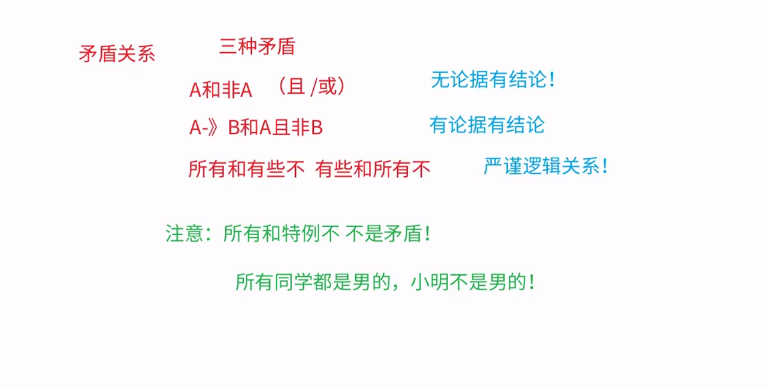 矛盾关系
三种矛盾
A和非A （且 /或）
无论据有结论！
A-》B和A且非B
有论据有结论
所有和有些不 有些和所有不
严谨逻辑关系！
注意：所有和特例不 不是矛盾！
所有同学都是男的，小明不是男的！